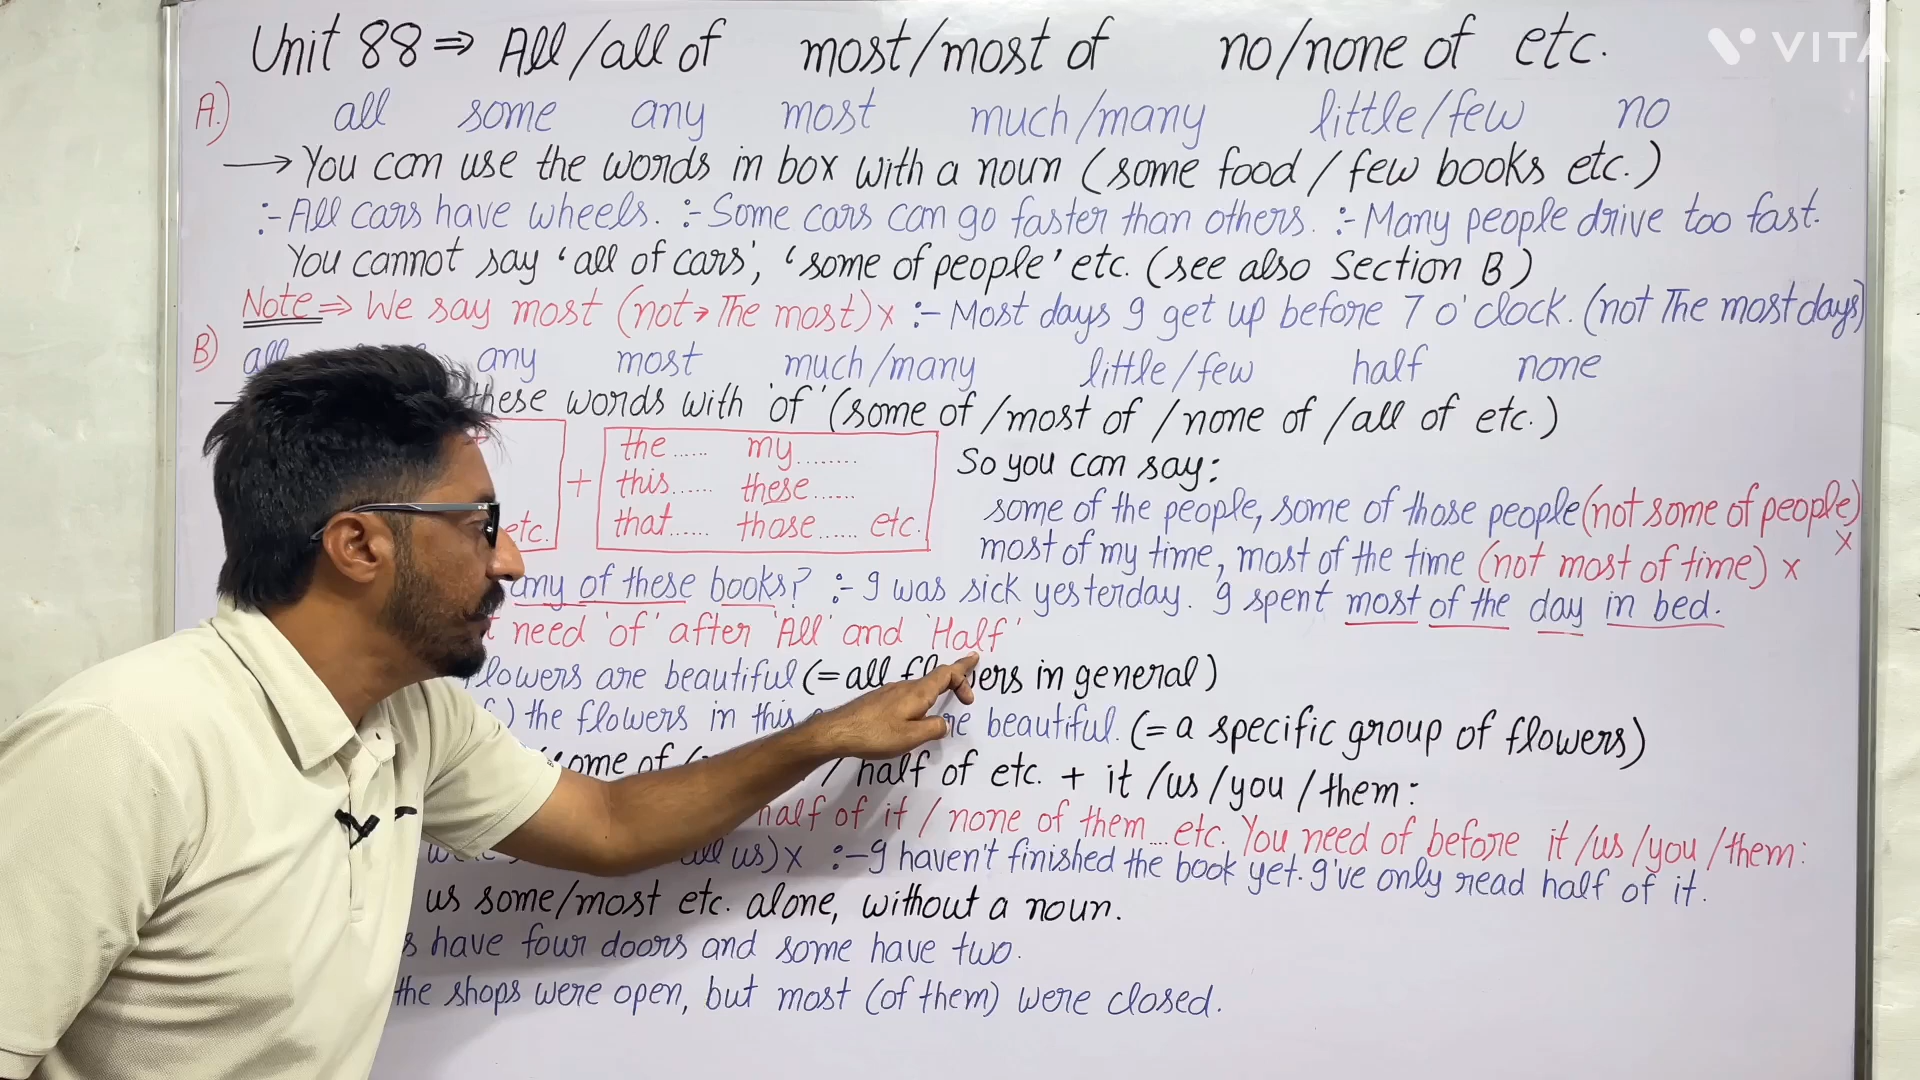 Unit 88 ⇒ All/all of most/most of no/none of etc.
VITA
A.) all some any most much/many little/few no
→ You can use the words in box with a noun (some food / few books etc.)
:- All cars have wheels. :- Some cars can go faster than others. :- Many people drive too fast.
You cannot say 'all of cars', 'some of people' etc. (see also Section B)
Note ⇒ We say most (not → The most) x :- Most days I get up before 7 o'clock. (not The most days)
B) all any most much/many little/few half none
these words with 'of' (some of /most of /none of /all of etc.)
etc. + the...... my........
this...... these......
that...... those...... etc.
So you can say:
some of the people, some of those people (not some of people) x
most of my time, most of the time (not most of time) x
any of these books? :- I was sick yesterday. I spent most of the day in bed.
need 'of' after 'All' and 'Half'
flowers are beautiful (= all flowers in general)
) the flowers in this beautiful. (= a specific group of flowers)
some of / half of etc. + it /us /you /them:
half of it / none of them...etc. You need of before it /us /you /them:
all us) x :- I haven't finished the book yet. I've only read half of it.
us some/most etc. alone, without a noun.
have four doors and some have two.
the shops were open, but most (of them) were closed.